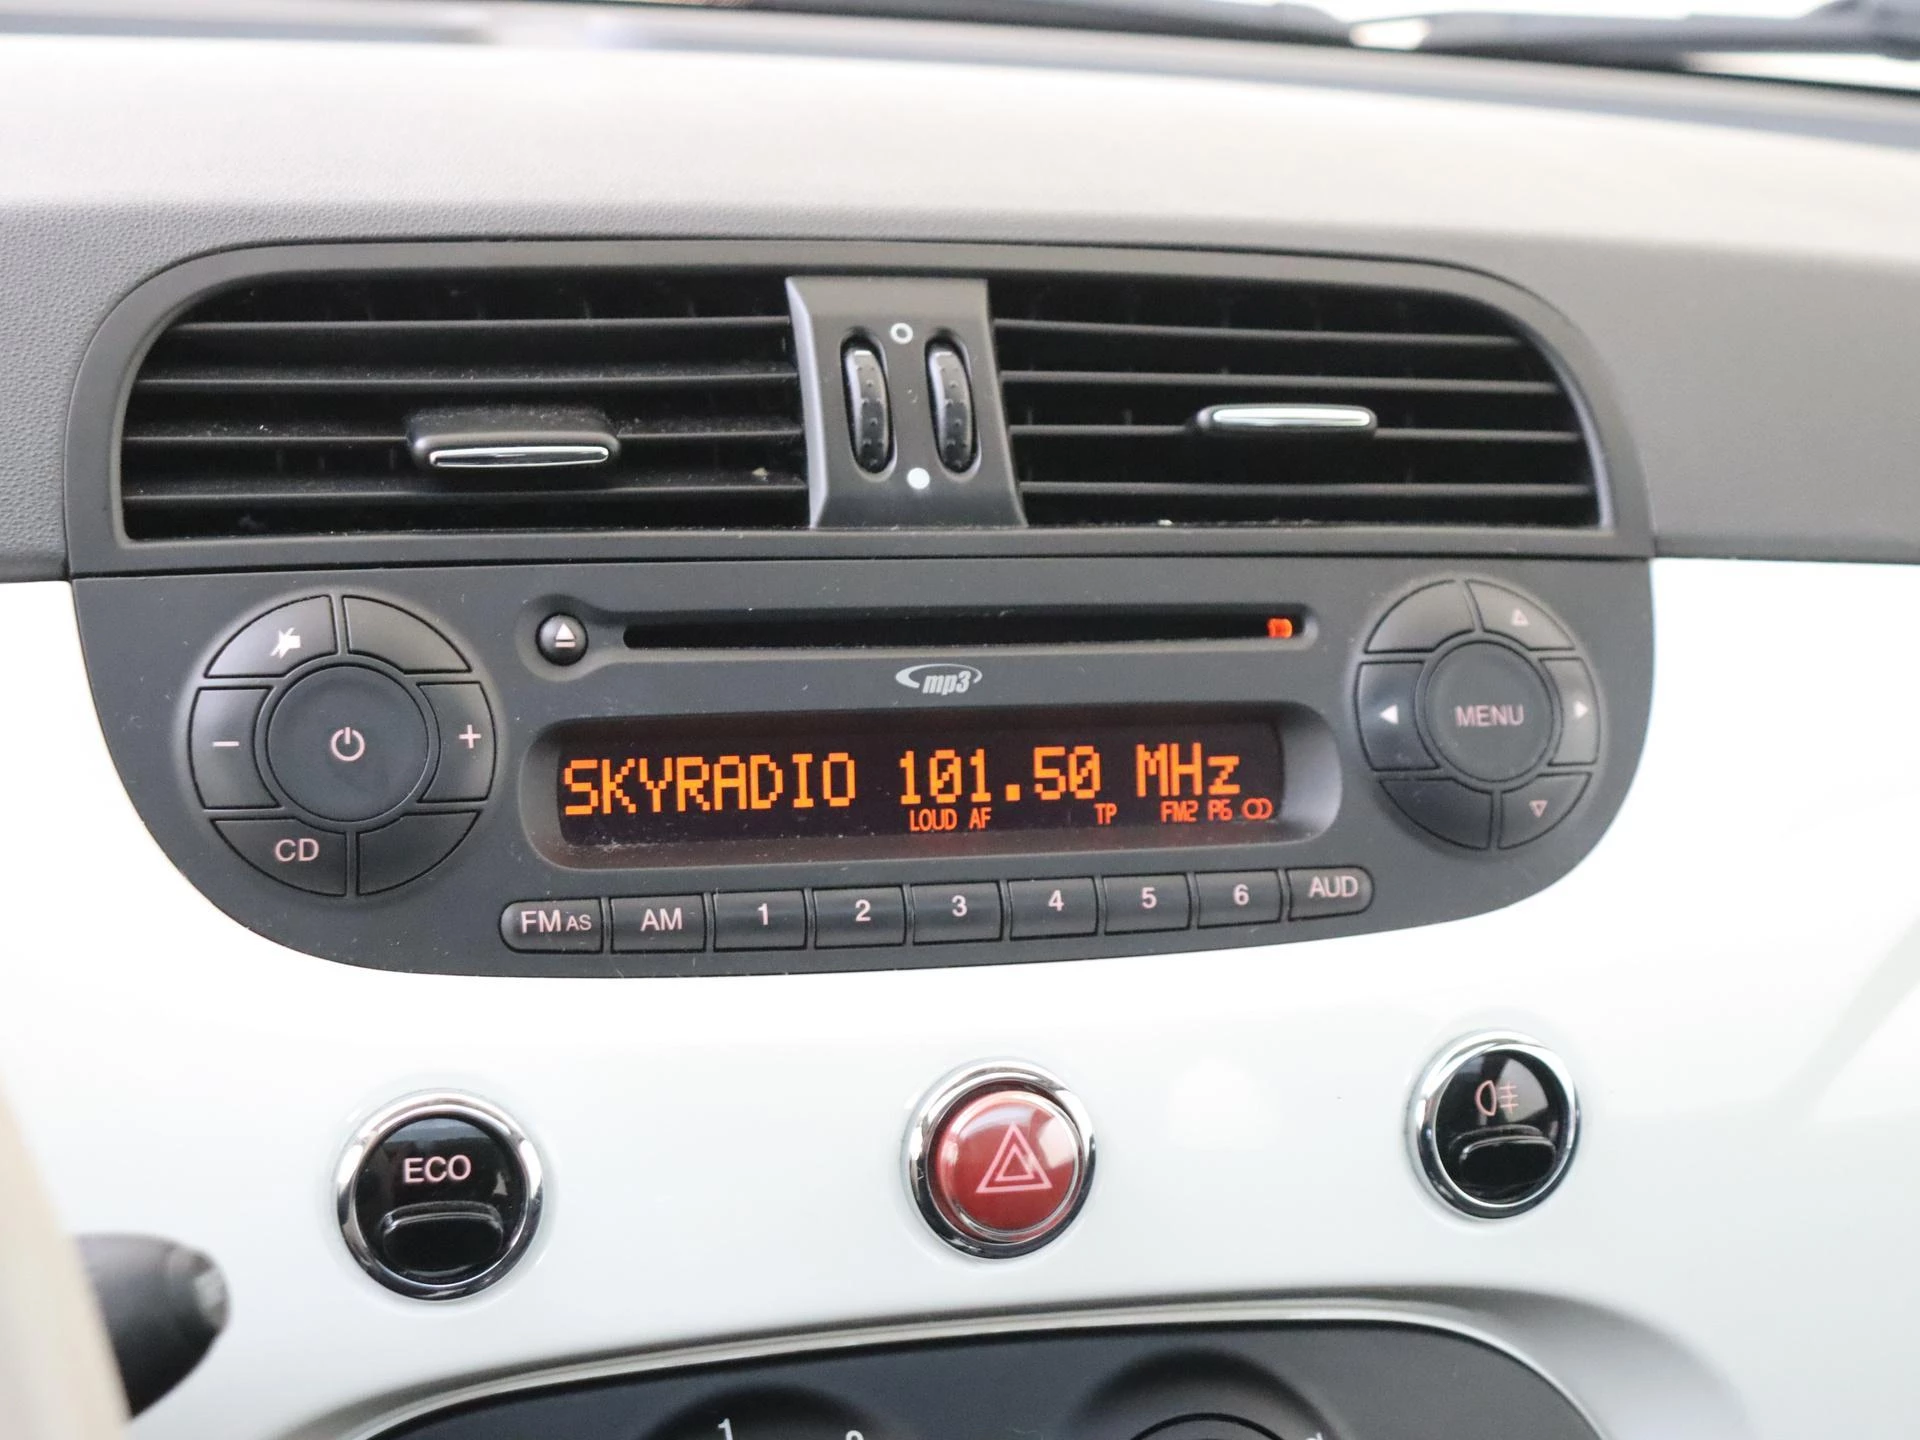 mp3
MENU
SKYRADIO 101.50 MHz
LOUD AF TP FM2 P6
CD
FM AS AM 1 2 3 4 5 6 AUD
ECO
1